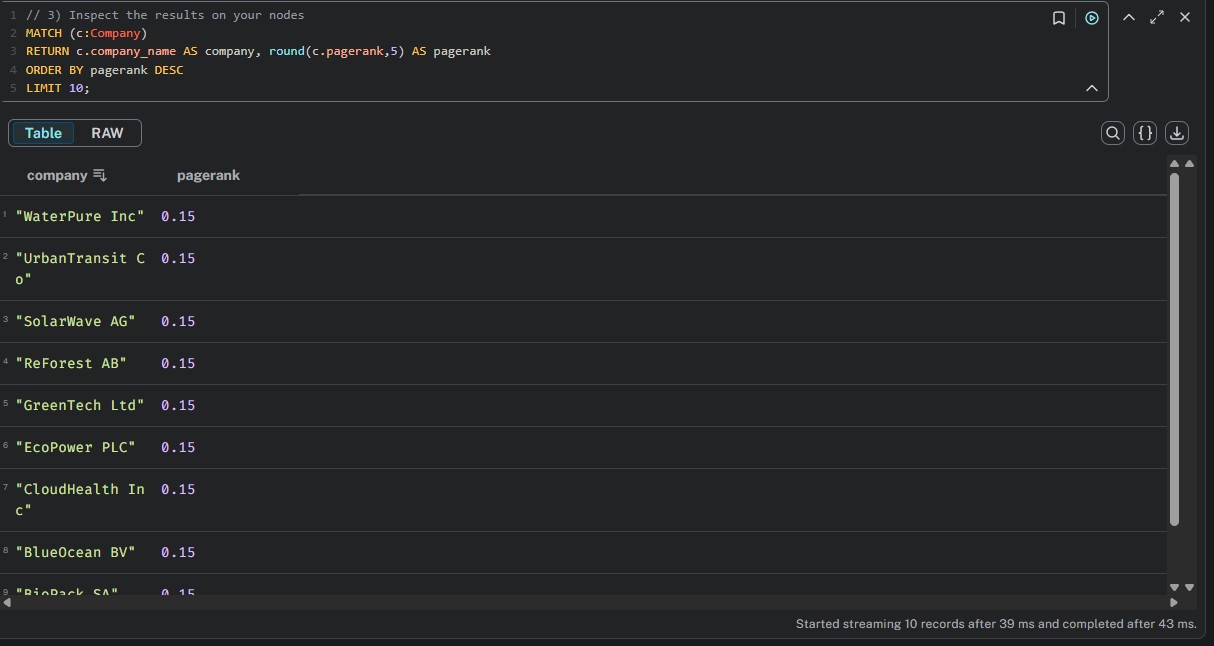 1 // 3) Inspect the results on your nodes
2 MATCH (c:Company)
3 RETURN c.company_name AS company, round(c.pagerank,5) AS pagerank
4 ORDER BY pagerank DESC
5 LIMIT 10;
Table RAW {}
company pagerank
1 "WaterPure Inc" 0.15
2 "UrbanTransit C 0.15
o"
3 "SolarWave AG" 0.15
4 "ReForest AB" 0.15
5 "GreenTech Ltd" 0.15
6 "EcoPower PLC" 0.15
7 "CloudHealth In 0.15
c"
8 "BlueOcean BV" 0.15
9 "BioPack SA" 0.15
Started streaming 10 records after 39 ms and completed after 43 ms.